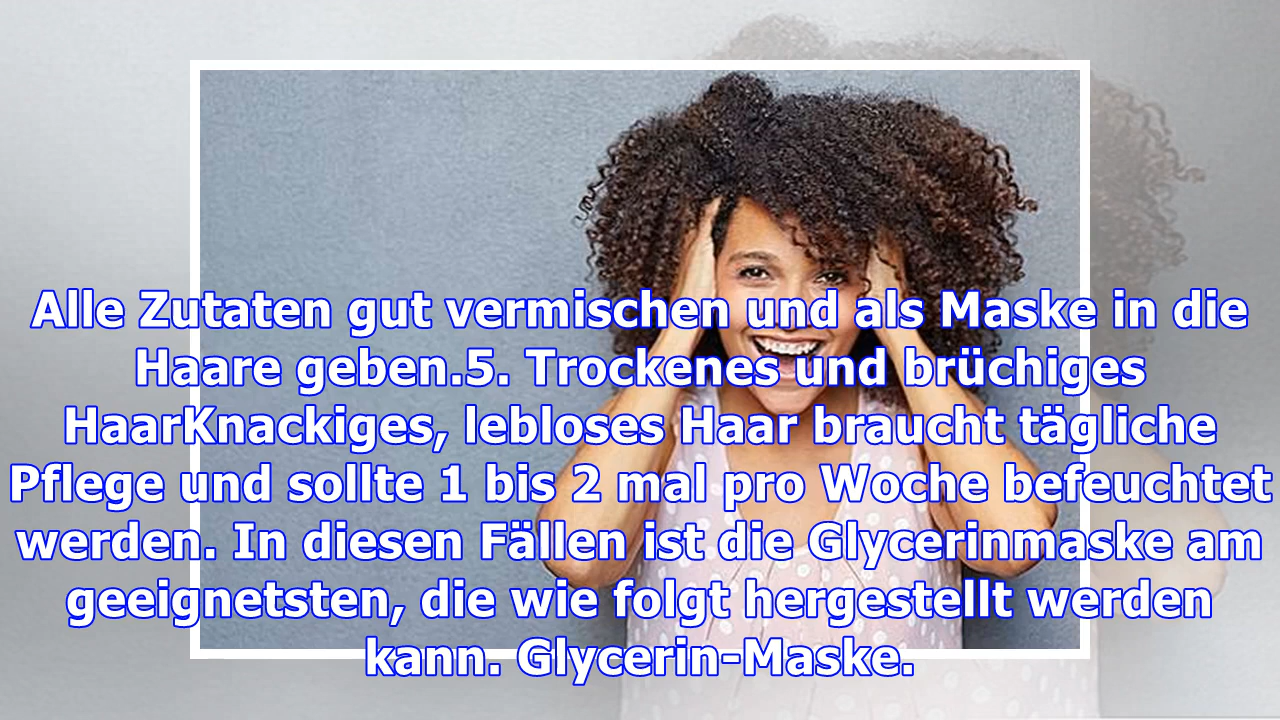 Alle Zutaten gut vermischen und als Maske in die
Haare geben.5. Trockenes und brüchiges
HaarKnackiges, lebloses Haar braucht tägliche
Pflege und sollte 1 bis 2 mal pro Woche befeuchtet
werden. In diesen Fällen ist die Glycerinmaske am
geeignetsten, die wie folgt hergestellt werden
kann. Glycerin-Maske.